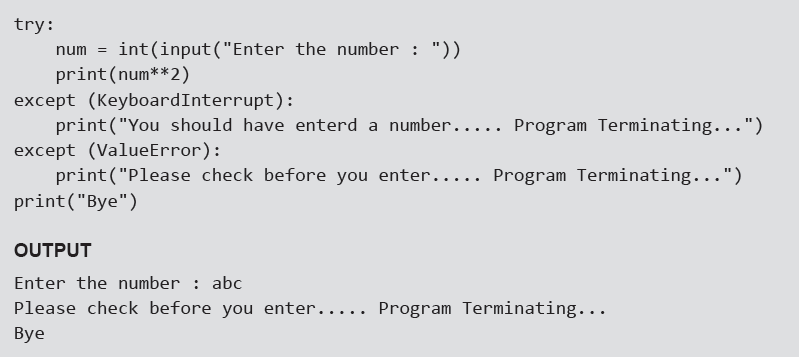 try:
    num = int(input("Enter the number : "))
    print(num**2)
except (KeyboardInterrupt):
    print("You should have enterd a number..... Program Terminating...")
except (ValueError):
    print("Please check before you enter..... Program Terminating...")
print("Bye")
OUTPUT
Enter the number : abc
Please check before you enter..... Program Terminating...
Bye